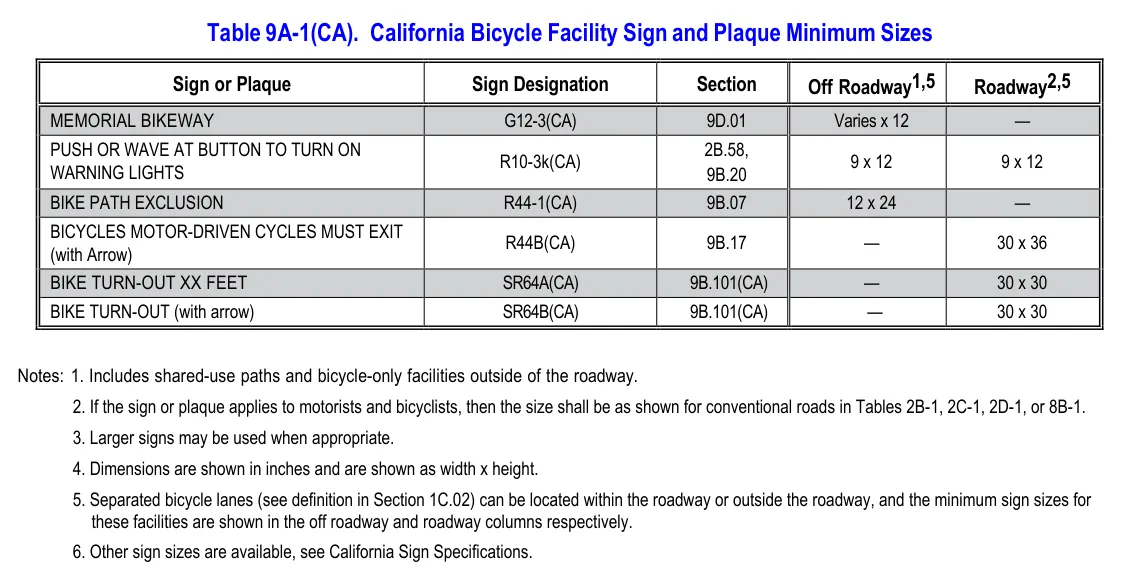 Table 9A-1(CA).  California Bicycle Facility Sign and Plaque Minimum Sizes
Sign or Plaque Sign Designation Section Off Roadway1,5 Roadway2,5
MEMORIAL BIKEWAY G12-3(CA) 9D.01 Varies x 12 —
PUSH OR WAVE AT BUTTON TO TURN ON
WARNING LIGHTS R10-3k(CA) 2B.58,
9B.20 9 x 12 9 x 12
BIKE PATH EXCLUSION R44-1(CA) 9B.07 12 x 24 —
BICYCLES MOTOR-DRIVEN CYCLES MUST EXIT
(with Arrow) R44B(CA) 9B.17 — 30 x 36
BIKE TURN-OUT XX FEET SR64A(CA) 9B.101(CA) — 30 x 30
BIKE TURN-OUT (with arrow) SR64B(CA) 9B.101(CA) — 30 x 30
Notes: 1. Includes shared-use paths and bicycle-only facilities outside of the roadway.
2. If the sign or plaque applies to motorists and bicyclists, then the size shall be as shown for conventional roads in Tables 2B-1, 2C-1, 2D-1, or 8B-1.
3. Larger signs may be used when appropriate.
4. Dimensions are shown in inches and are shown as width x height.
5. Separated bicycle lanes (see definition in Section 1C.02) can be located within the roadway or outside the roadway, and the minimum sign sizes for
these facilities are shown in the off roadway and roadway columns respectively.
6. Other sign sizes are available, see California Sign Specifications.